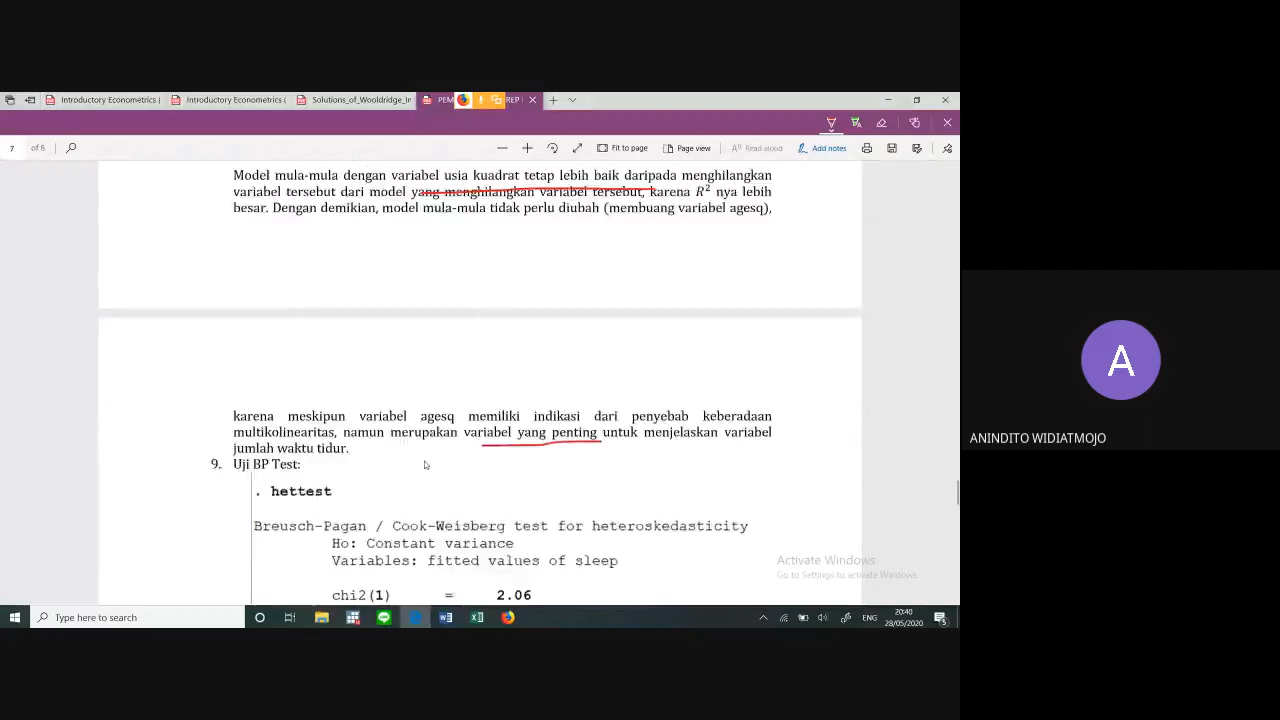 Introductory Econometrics (
Introductory Econometrics (
Solutions_of_Wooldridge_In
PEM
REP
7 of 8
Fit to page
Page view
Read aloud
Add notes
Model mula-mula dengan variabel usia kuadrat tetap lebih baik daripada menghilangkan
variabel tersebut dari model yang menghilangkan variabel tersebut, karena R² nya lebih
besar. Dengan demikian, model mula-mula tidak perlu diubah (membuang variabel agesq),
karena meskipun variabel agesq memiliki indikasi dari penyebab keberadaan
multikolinearitas, namun merupakan variabel yang penting untuk menjelaskan variabel
jumlah waktu tidur.
9. Uji BP Test:
. hettest
Breusch-Pagan / Cook-Weisberg test for heteroskedasticity
Ho: Constant variance
Variables: fitted values of sleep
chi2(1) = 2.06
Activate Windows
Go to Settings to activate Windows.
Type here to search
ENG
20:40
28/05/2020
A
ANINDITO WIDIATMOJO